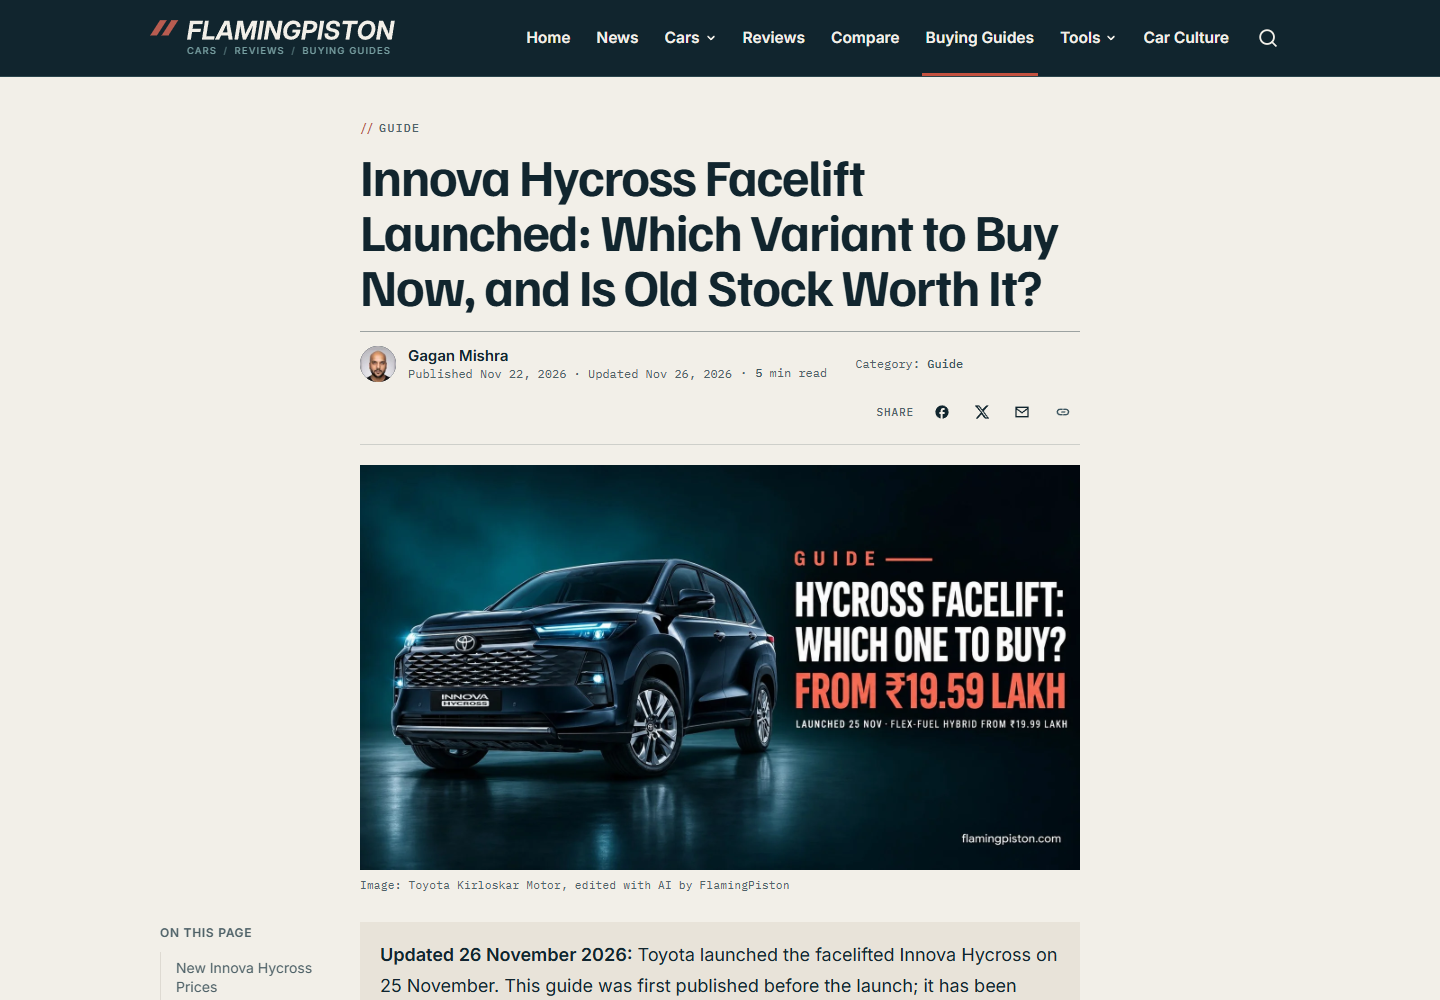 FLAMINGPISTON
CARS / REVIEWS / BUYING GUIDES
Home News Cars Reviews Compare Buying Guides Tools Car Culture
// GUIDE
Innova Hycross Facelift
Launched: Which Variant to Buy
Now, and Is Old Stock Worth It?
Gagan Mishra
Published Nov 22, 2026 · Updated Nov 26, 2026 · 5 min read
Category: Guide
SHARE
GUIDE
HYCROSS FACELIFT:
WHICH ONE TO BUY?
FROM ₹19.59 LAKH
LAUNCHED 25 NOV · FLEX-FUEL HYBRID FROM ₹19.99 LAKH
INNOVA
HYCROSS
flamingpiston.com
Image: Toyota Kirloskar Motor, edited with AI by FlamingPiston
ON THIS PAGE
New Innova Hycross
Prices
Updated 26 November 2026: Toyota launched the facelifted Innova Hycross on
25 November. This guide was first published before the launch; it has been